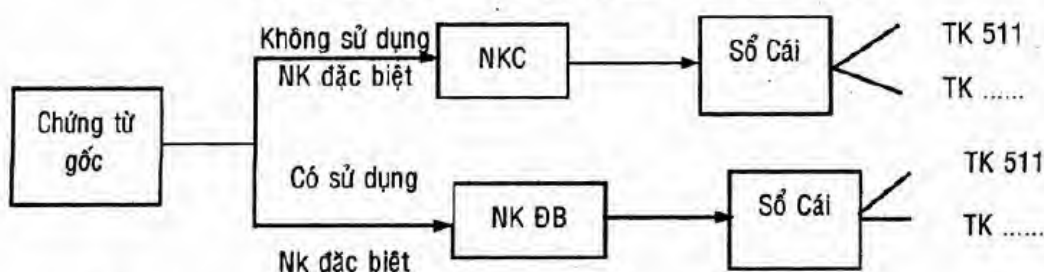 Chứng từ
gốc
Không sử dụng
NK đặc biệt
NKC
Sổ Cái
TK 511
TK ......
Có sử dụng
Nk đặc biệt
NK ĐB
Sổ Cái
TK 511
TK ......